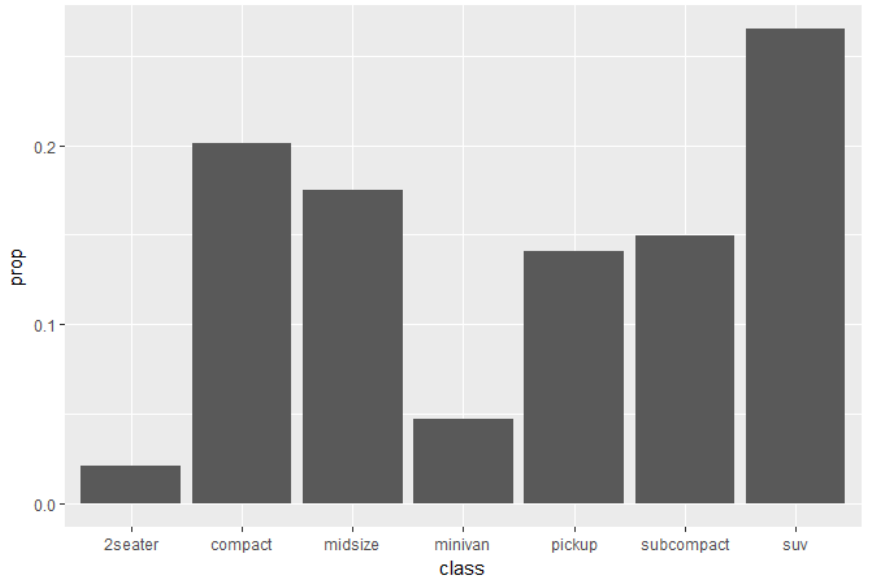 prop
0.2
0.1
0.0
2seater compact midsize minivan pickup subcompact suv
class